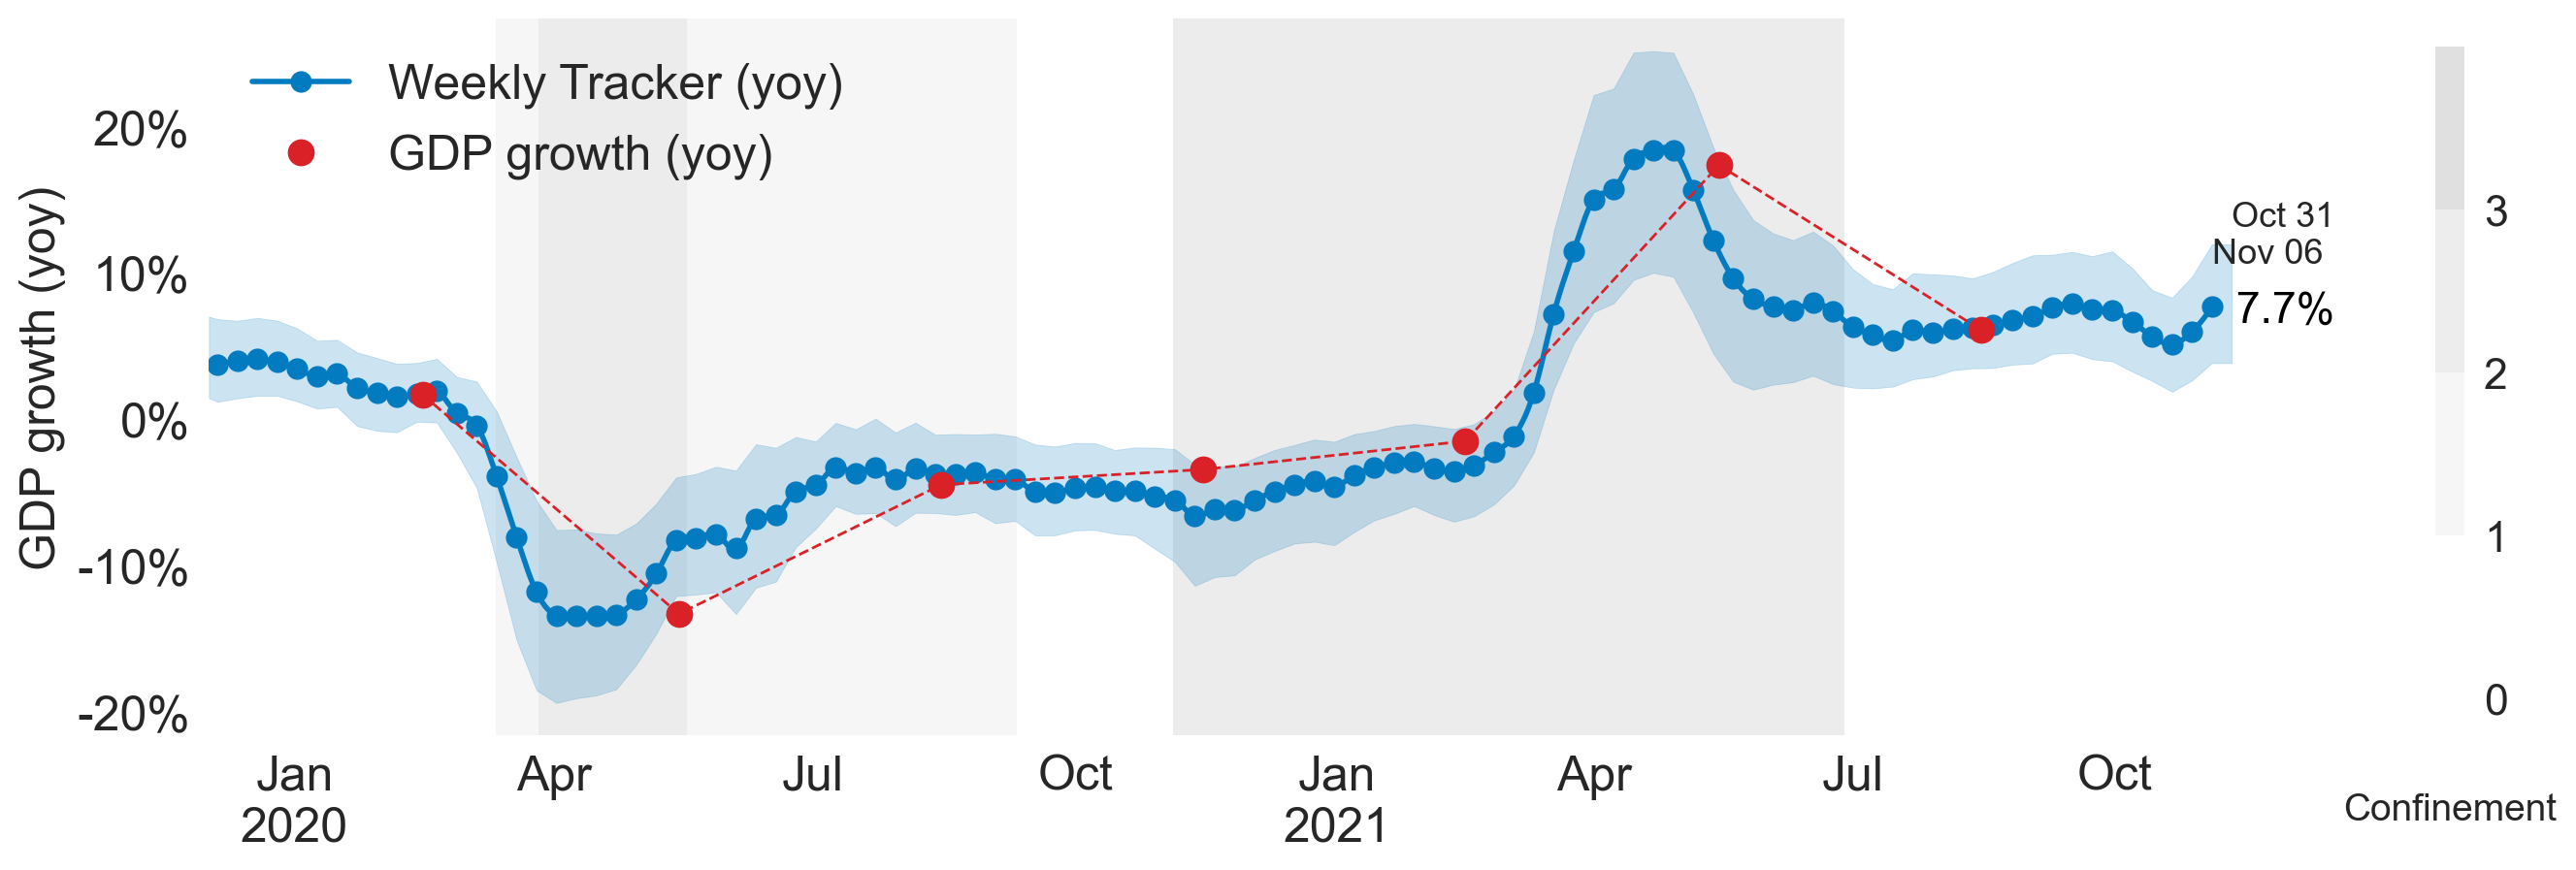 Weekly Tracker (yoy)
GDP growth (yoy)
GDP growth (yoy)
20%
10%
0%
-10%
-20%
Oct 31
Nov 06
7.7%
3
2
1
0
Jan
2020
Apr
Jul
Oct
Jan
2021
Apr
Jul
Oct
Confinement